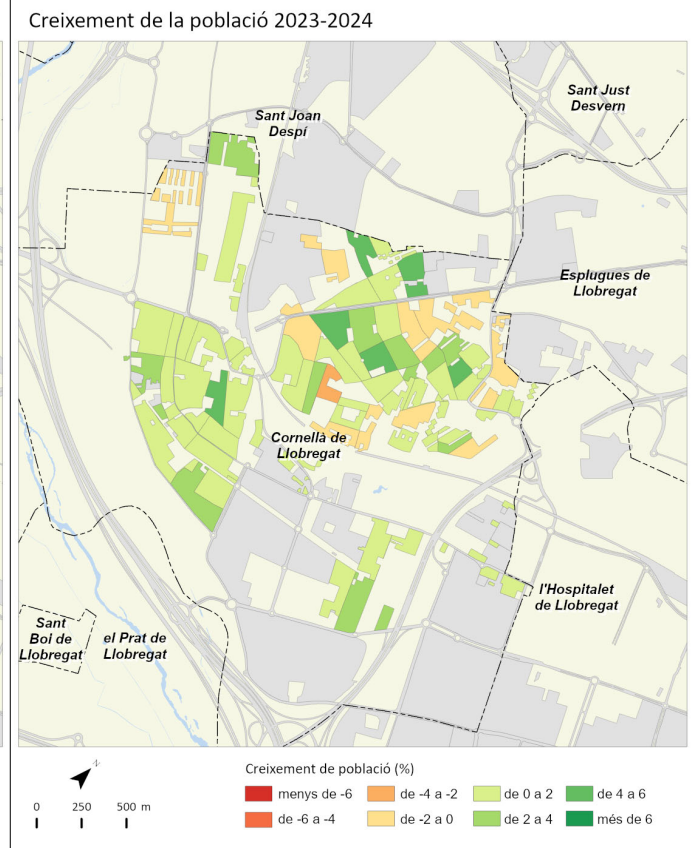 Creixement de la població 2023-2024
Sant Just
Desvern
Sant Joan
Despí
Esplugues de
Llobregat
Cornellà de
Llobregat
l'Hospitalet
de Llobregat
Sant
Boi de
Llobregat
el Prat de
Llobregat
N
0 250 500 m
Creixement de població (%)
menys de -6
de -4 a -2
de 0 a 2
de 4 a 6
de -6 a -4
de -2 a 0
de 2 a 4
més de 6